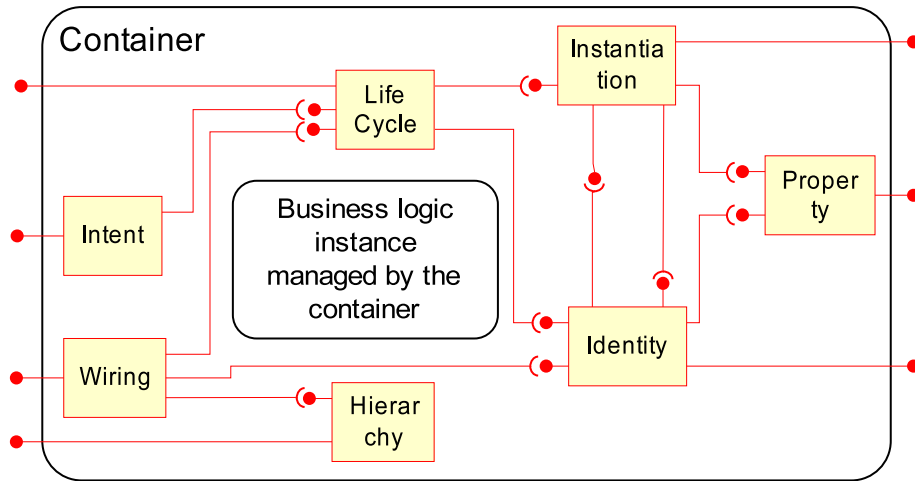 Container
Instantia
tion
Life
Cycle
Proper
ty
Intent
Business logic
instance
managed by the
container
Identity
Wiring
Hierar
chy